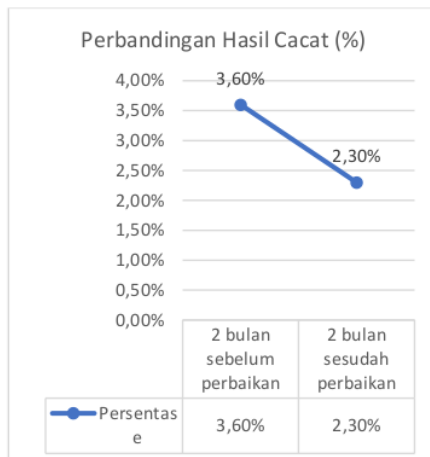 Perbandingan Hasil Cacat (%)
4,00%
3,50%
3,00%
2,50%
2,00%
1,50%
1,00%
0,50%
0,00%
3,60%
2,30%
2 bulan
sebelum
perbaikan
2 bulan
sesudah
perbaikan
Persentas
e
3,60%
2,30%